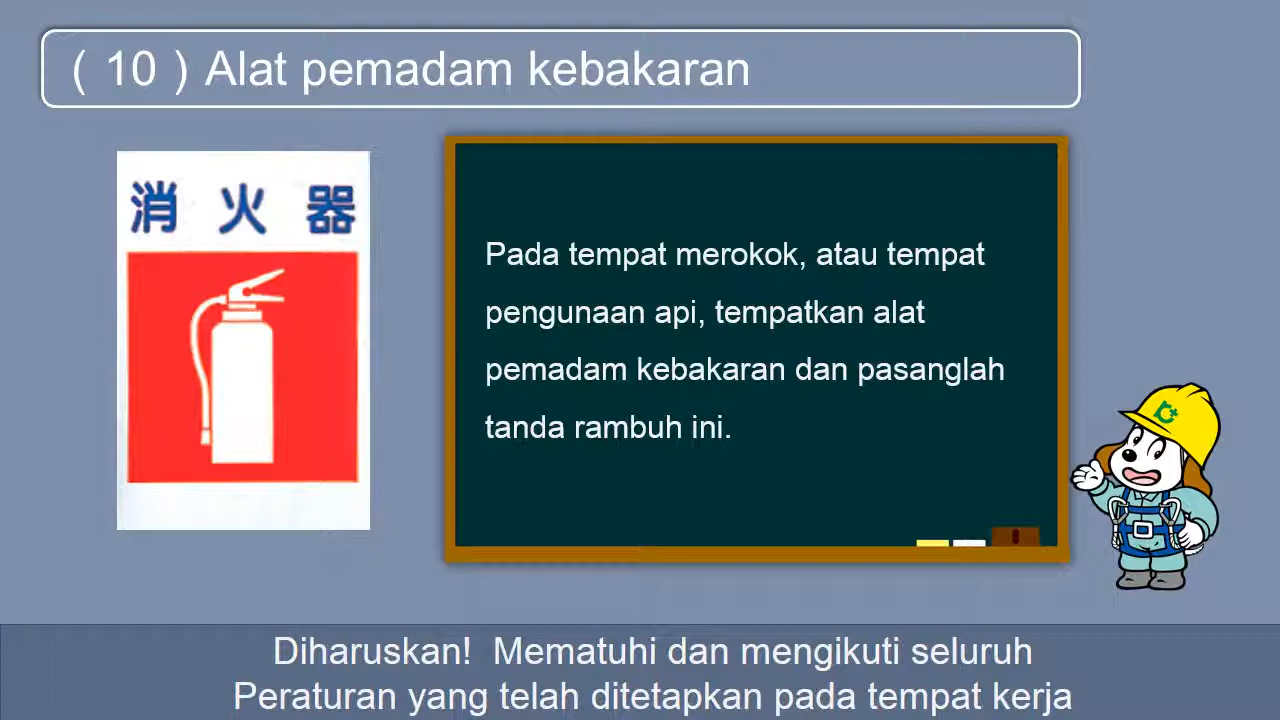 ( 10 ) Alat pemadam kebakaran
消 火 器
Pada tempat merokok, atau tempat
pengunaan api, tempatkan alat
pemadam kebakaran dan pasanglah
tanda rambuh ini.
Diharuskan! Mematuhi dan mengikuti seluruh
Peraturan yang telah ditetapkan pada tempat kerja